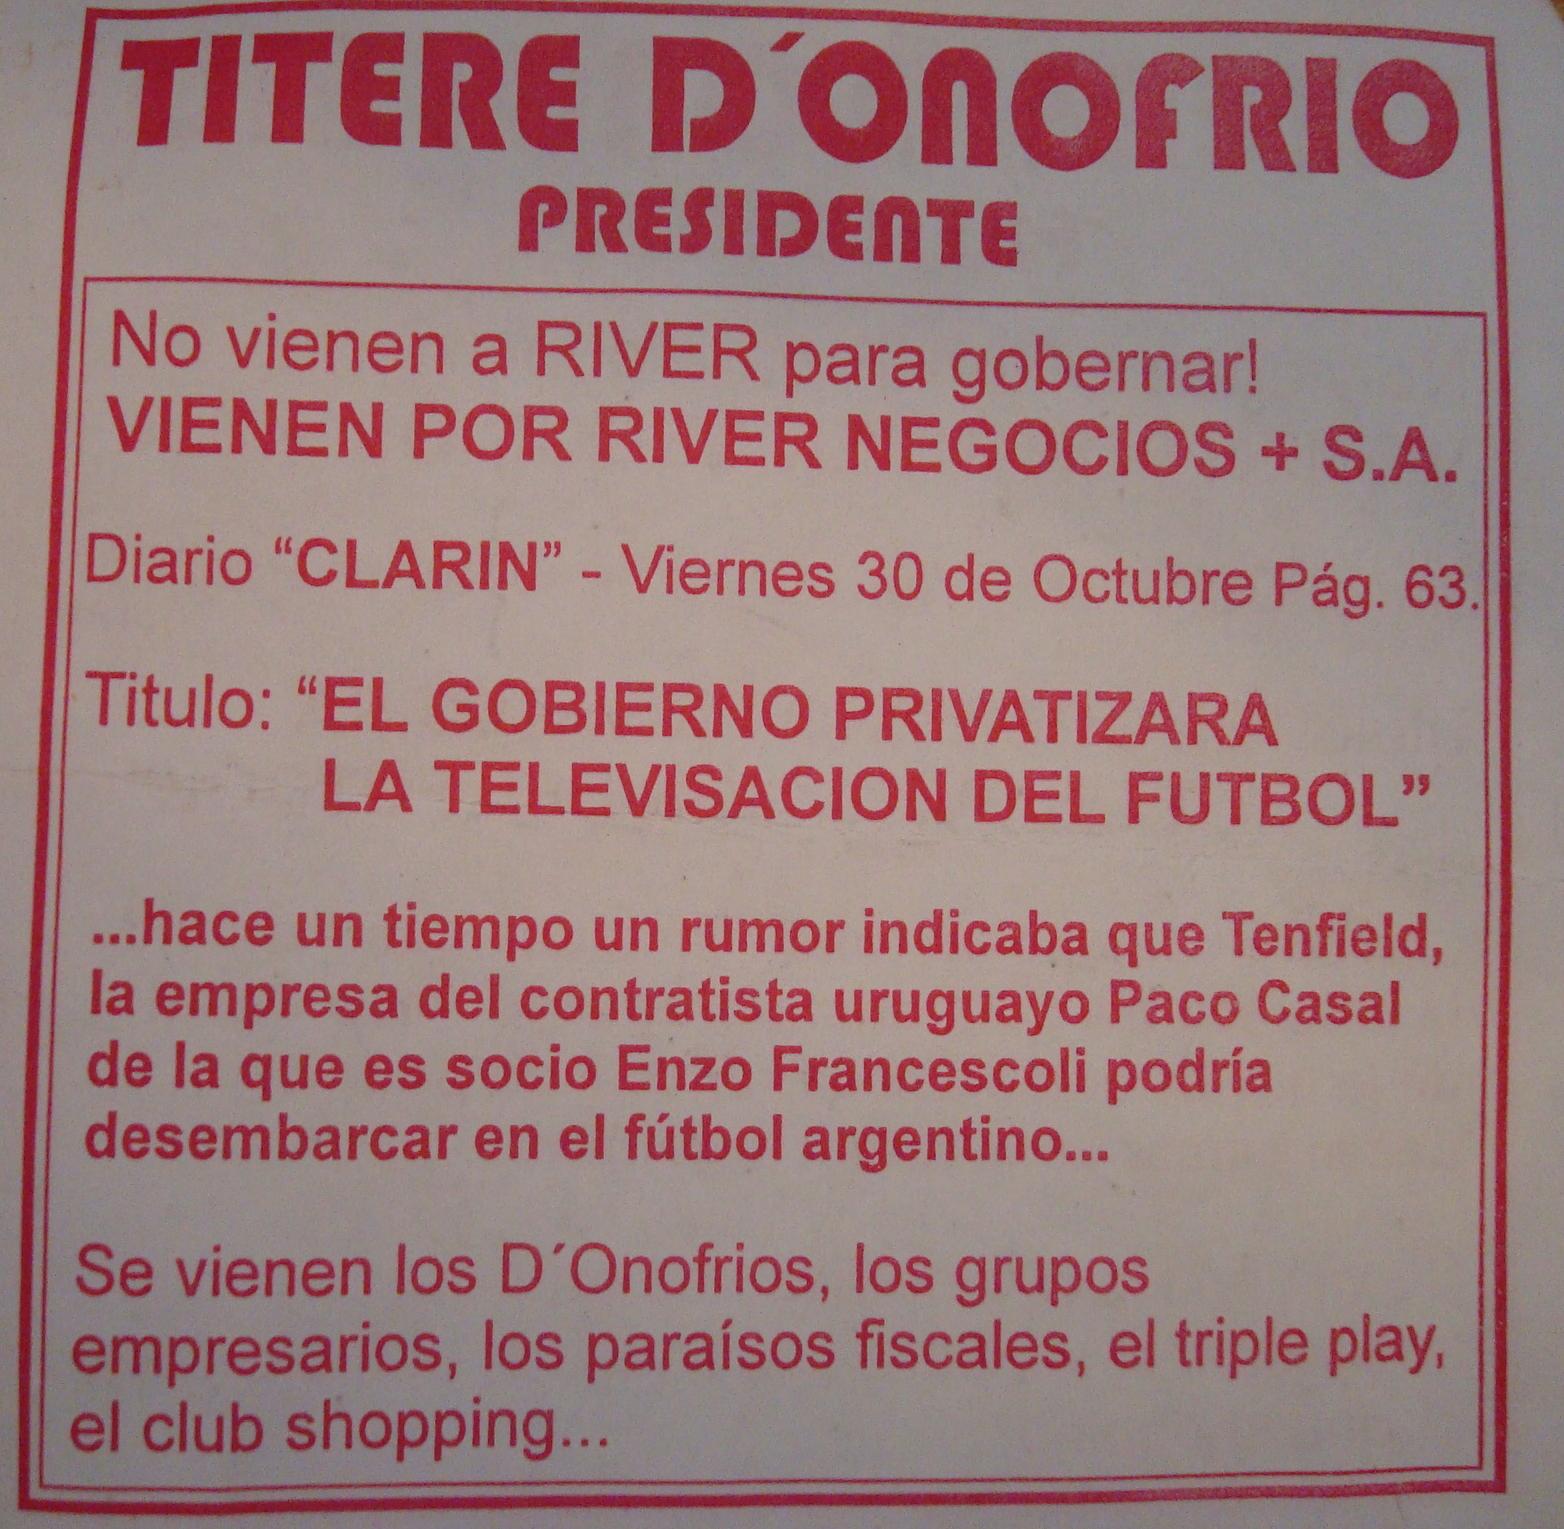 TITERE D´ONOFRIO
PRESIDENTE
No vienen a RIVER para gobernar!
VIENEN POR RIVER NEGOCIOS + S.A.
Diario “CLARIN” - Viernes 30 de Octubre Pág. 63.
Titulo: “EL GOBIERNO PRIVATIZARA
LA TELEVISACION DEL FUTBOL”
...hace un tiempo un rumor indicaba que Tenfield,
la empresa del contratista uruguayo Paco Casal
de la que es socio Enzo Francescoli podría
desembarcar en el fútbol argentino...
Se vienen los D´Onofrios, los grupos
empresarios, los paraísos fiscales, el triple play,
el club shopping...